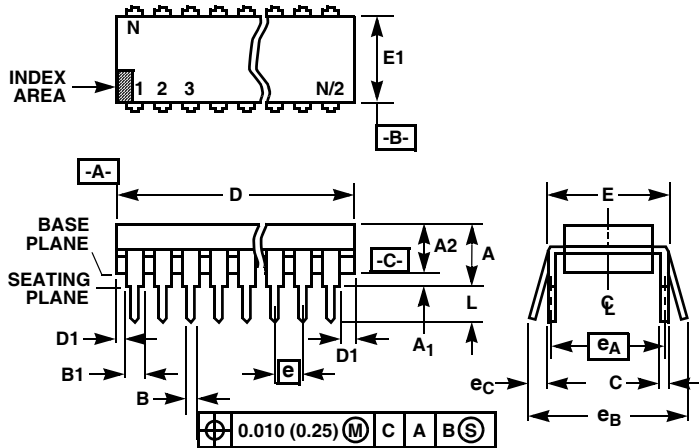 N
E1
INDEX
AREA
1 2 3 N/2
-B-
-A-
D
E
BASE
PLANE
A2
A
-C-
SEATING
PLANE
L
℄
D1
A1
D1
eA
B1
e
eC
C
B
eB
⌖ 0.010 (0.25) Ⓜ C A B Ⓢ